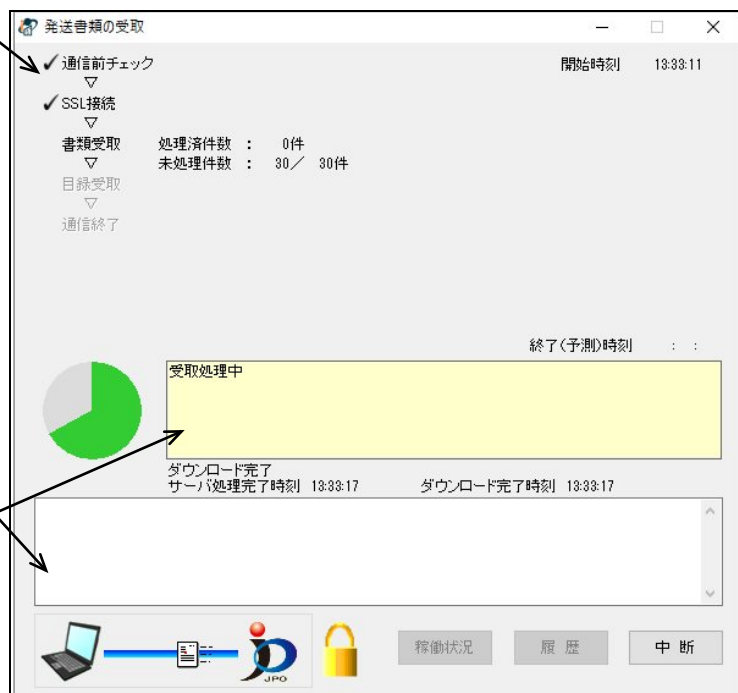 発送書類の受取
通信前チェック 開始時刻 13:33:11
▽
SSL接続
▽
書類受取 処理済件数 : 0件
▽ 未処理件数 : 30/ 30件
目録受取
▽
通信終了
終了(予測)時刻 : :
受取処理中
ダウンロード完了
サーバ処理完了時刻 13:33:17 ダウンロード完了時刻 13:33:17
JPO
稼働状況 履 歴 中 断